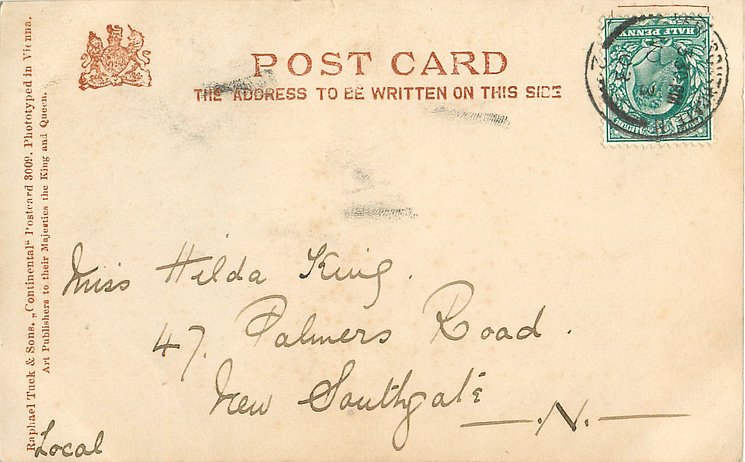 POST CARD
THE ADDRESS TO BE WRITTEN ON THIS SIDE
HALF PENNY
Raphael Tuck & Sons. „Continental“ Postcard 3009. Phototyped in Vienna.
Art Publishers to their Majesties the King and Queen.
Miss Hilda King.
47. Palmers Road.
New Southgate
—.N.—
Local